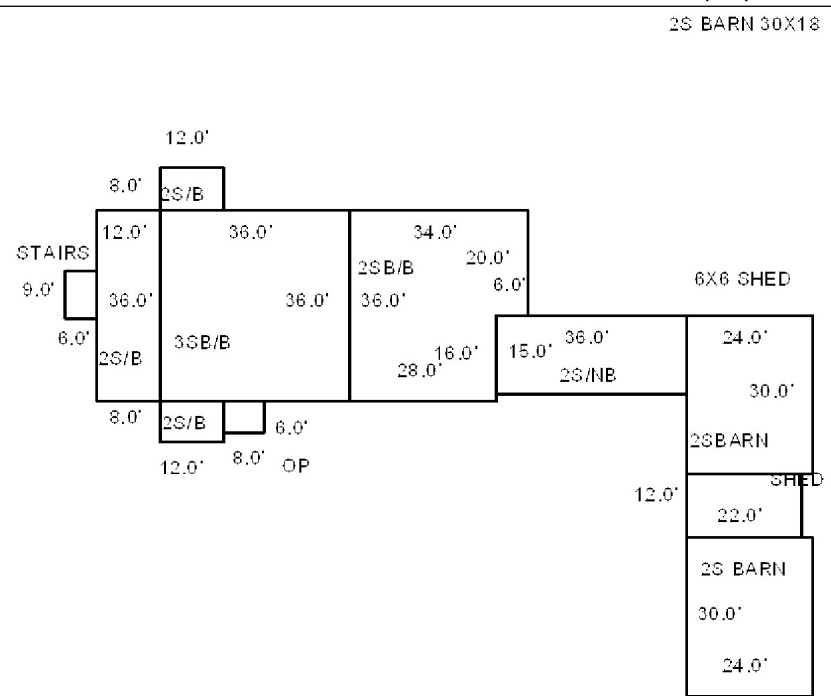 2S BARN 30X18
12.0'
8.0'
2S/B
12.0'
36.0'
34.0'
STAIRS
20.0'
2SB/B
6.0'
6X6 SHED
9.0'
36.0'
36.0'
36.0'
6.0'
3SB/B
36.0'
24.0'
2S/B
16.0'
15.0'
28.0'
2S/NB
30.0'
8.0'
2S/B
6.0'
2SBARN
12.0'
8.0'
OP
SHED
12.0'
22.0'
2S BARN
30.0'
24.0'